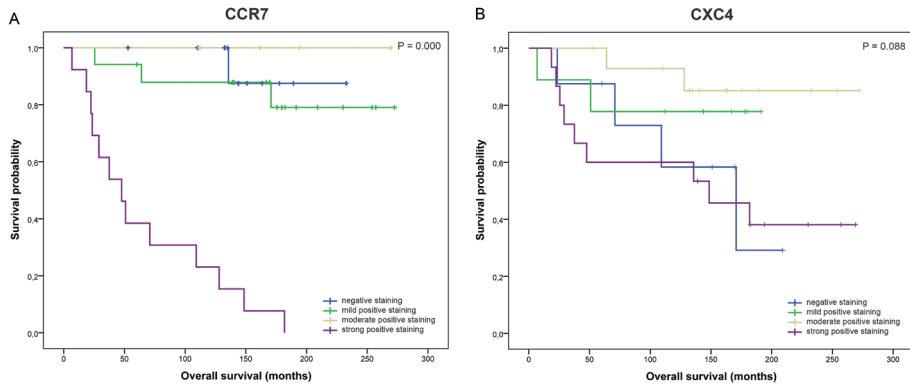 A
CCR7
P = 0.000
Survival probability
1,0
0,8
0,6
0,4
0,2
0,0
negative staining
mild positive staining
moderate positive staining
strong positive staining
0 50 100 150 200 250 300
Overall survival (months)
B
CXC4
P = 0.088
Survival probability
1,0
0,8
0,6
0,4
0,2
0,0
negative staining
mild positive staining
moderate positive staining
strong positive staining
0 50 100 150 200 250 300
Overall survival (months)